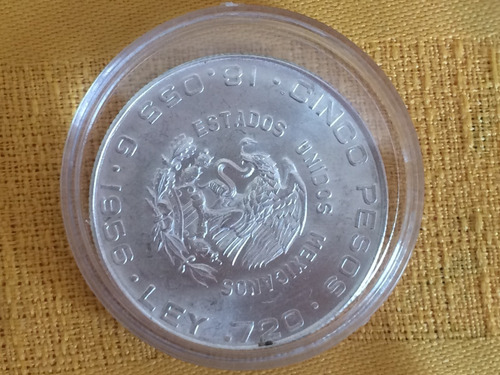 ESTADOS UNIDOS MEXICANOS
CINCO PESOS
18.055 G · 1956 · LEY .720